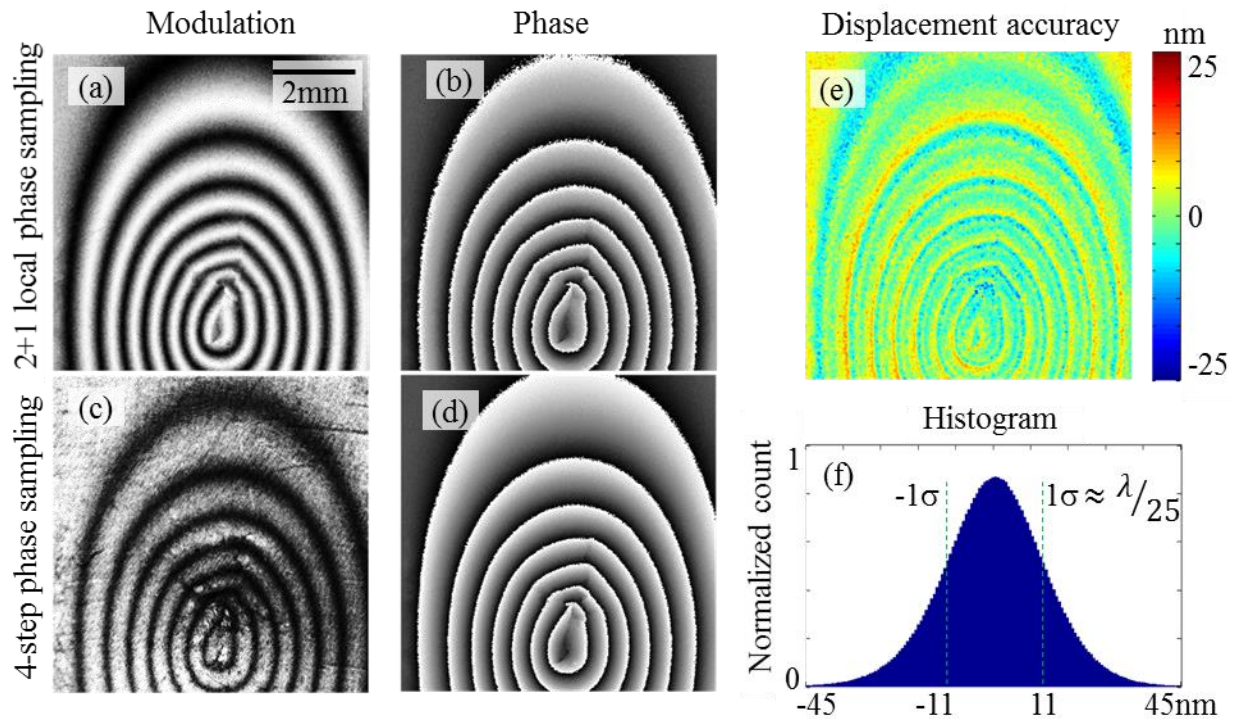 Modulation
Phase
Displacement accuracy
2+1 local phase sampling
(a)
2mm
(b)
(e)
nm
25
0
-25
4-step phase sampling
(c)
(d)
Histogram
Normalized count
1
0
(f)
-1σ
1σ ≈ λ/25
-45
-11
11
45nm